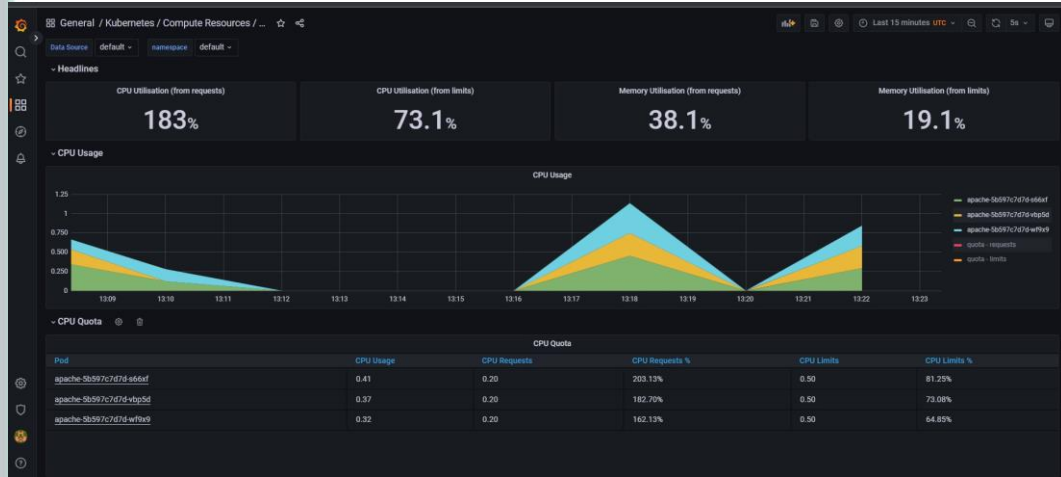 General / Kubernetes / Compute Resources / ...
Last 15 minutes UTC
5s
Data Source default namespace default
Headlines
CPU Utilisation (from requests) CPU Utilisation (from limits) Memory Utilisation (from requests) Memory Utilisation (from limits)
183% 73.1% 38.1% 19.1%
CPU Usage
CPU Usage
1.25
1
0.750
0.500
0.250
0
13:09 13:10 13:11 13:12 13:13 13:14 13:15 13:16 13:17 13:18 13:19 13:20 13:21 13:22 13:23
apache-5b597c7d7d-s66xf
apache-5b597c7d7d-vbp5d
apache-5b597c7d7d-wf9x9
quota - requests
quota - limits
CPU Quota
CPU Quota
Pod CPU Usage CPU Requests CPU Requests % CPU Limits CPU Limits %
apache-5b597c7d7d-s66xf 0.41 0.20 203.13% 0.50 81.25%
apache-5b597c7d7d-vbp5d 0.37 0.20 182.70% 0.50 73.08%
apache-5b597c7d7d-wf9x9 0.32 0.20 162.13% 0.50 64.85%